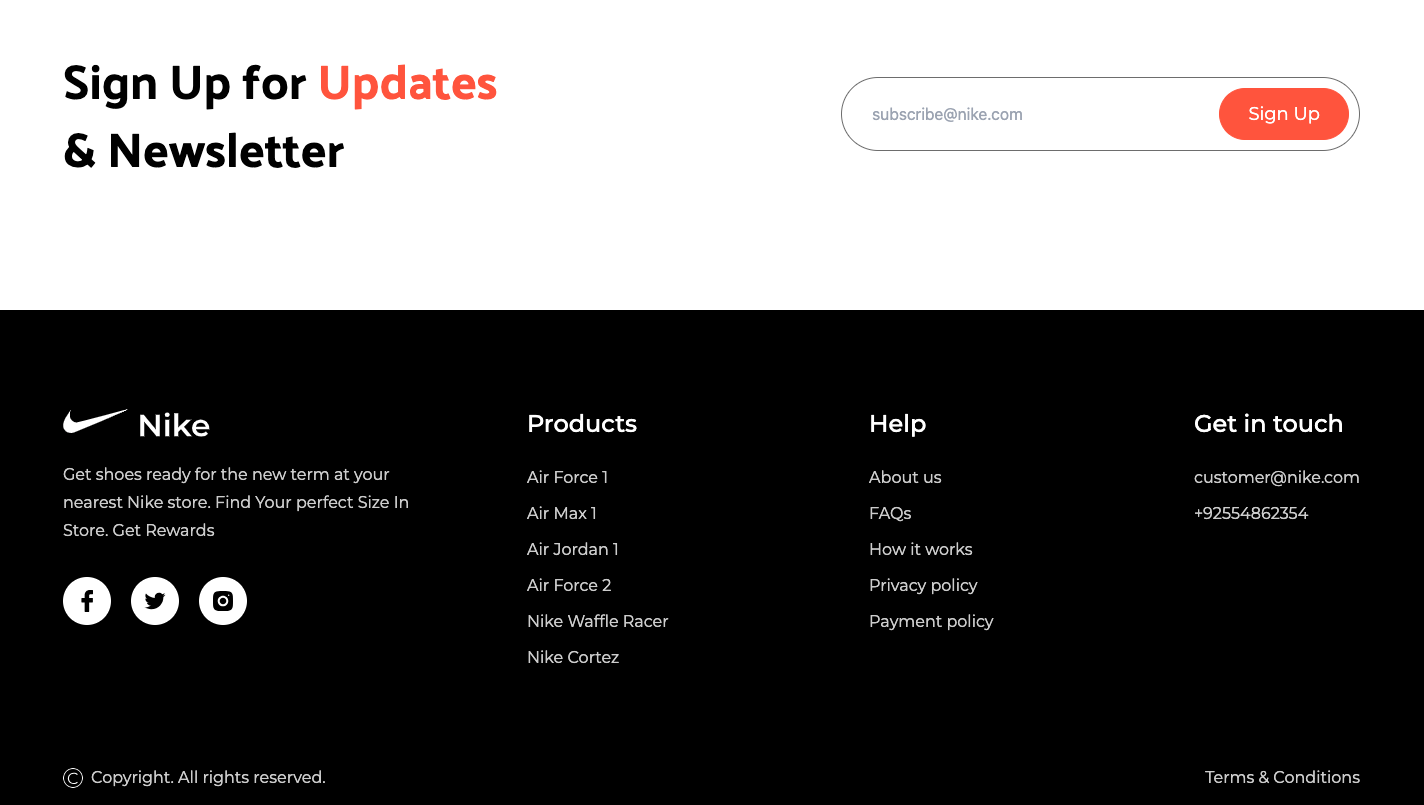 Sign Up for Updates
& Newsletter
subscribe@nike.com
Sign Up
Nike
Get shoes ready for the new term at your
nearest Nike store. Find Your perfect Size In
Store. Get Rewards
Products
Air Force 1
Air Max 1
Air Jordan 1
Air Force 2
Nike Waffle Racer
Nike Cortez
Help
About us
FAQs
How it works
Privacy policy
Payment policy
Get in touch
customer@nike.com
+92554862354
© Copyright. All rights reserved.
Terms & Conditions